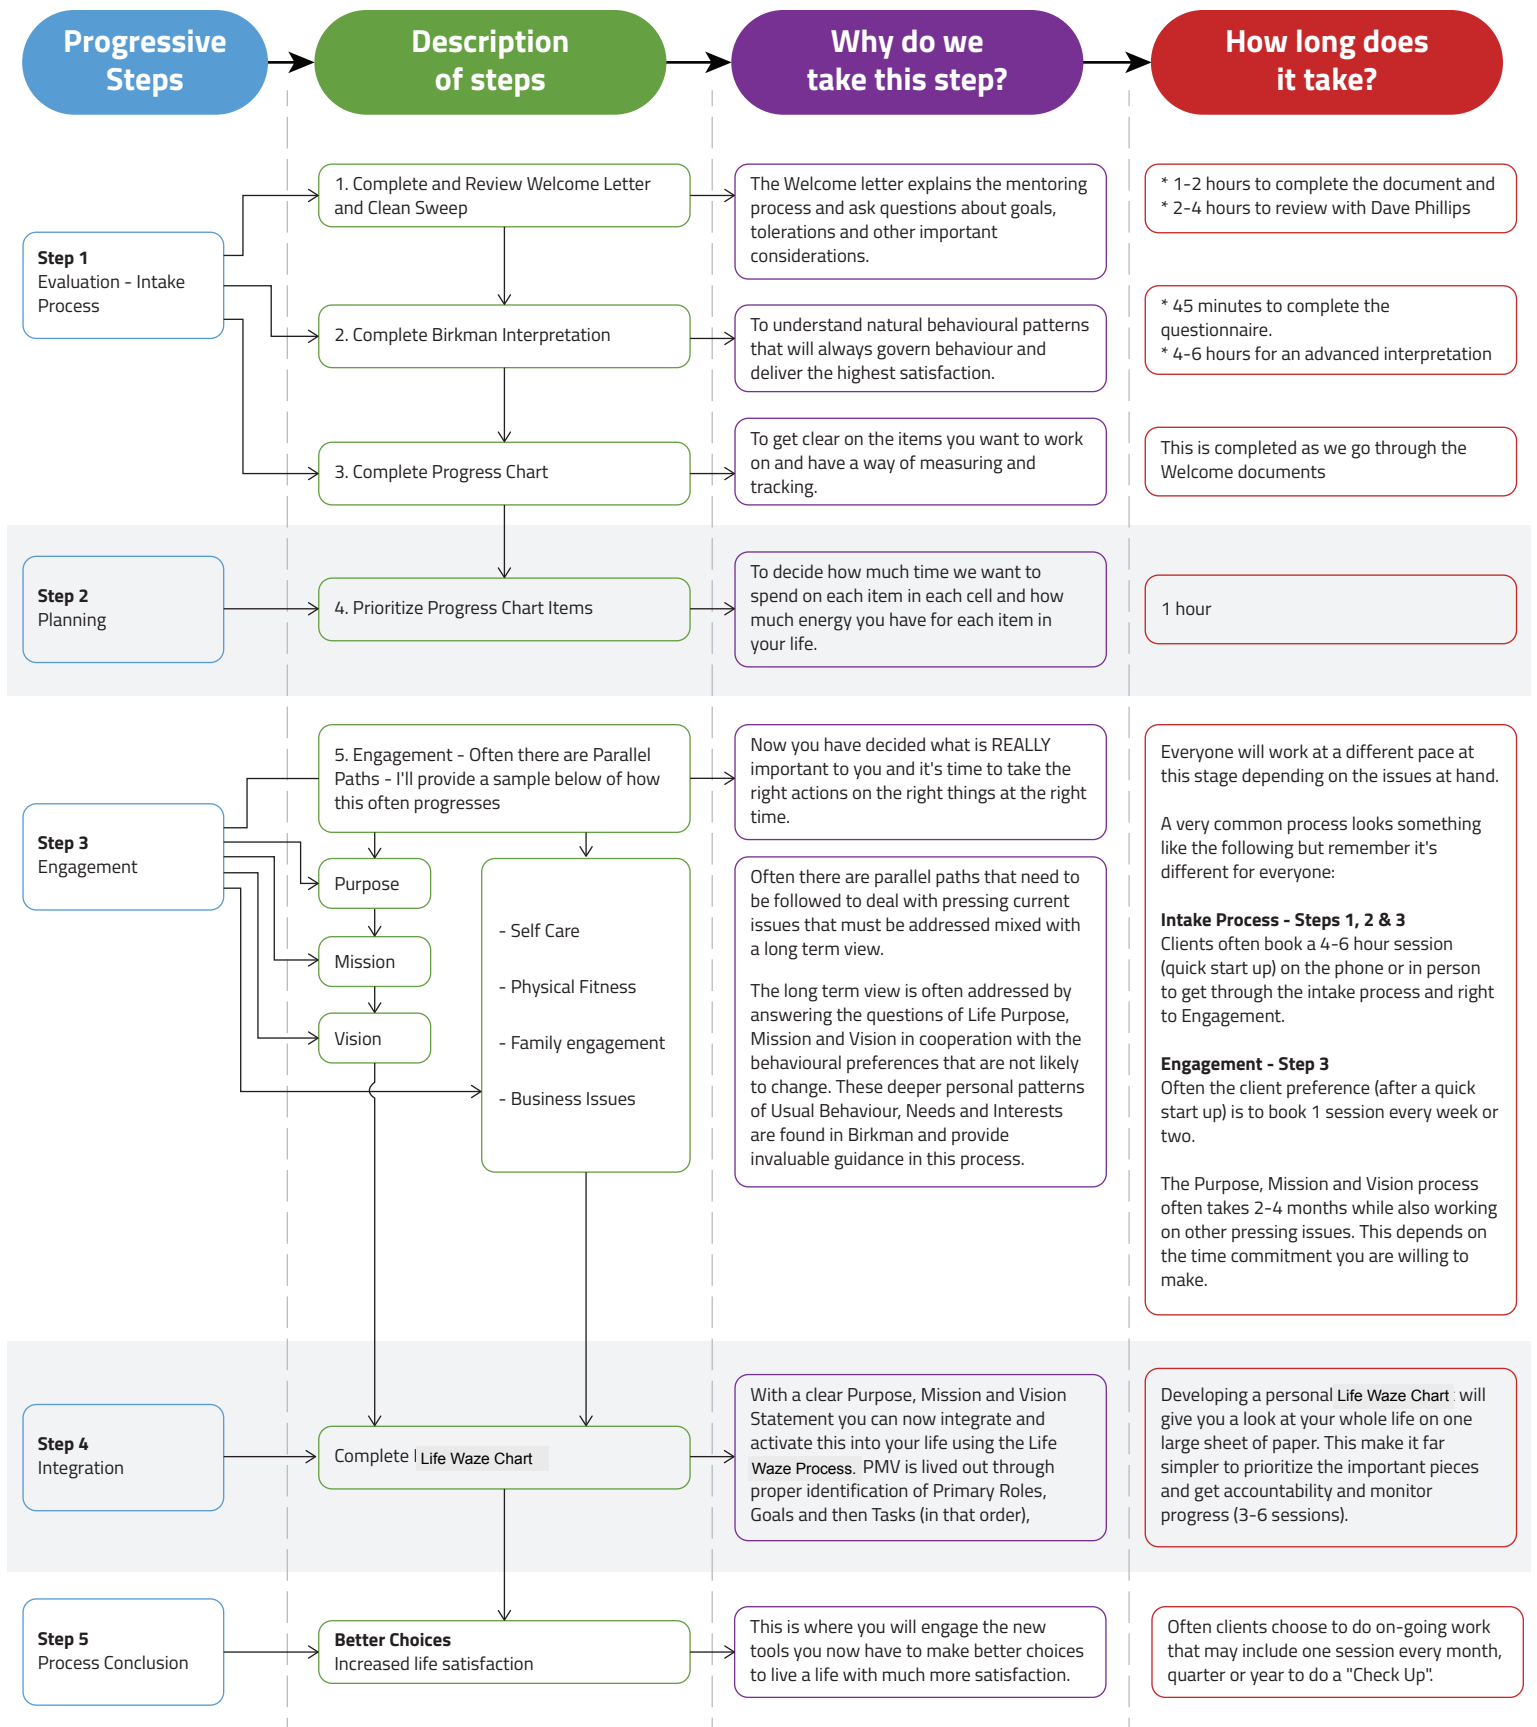 Progressive
Steps
Description
of steps
Why do we
take this step?
How long does
it take?
Step 1
Evaluation - Intake
Process
1. Complete and Review Welcome Letter
and Clean Sweep
The Welcome letter explains the mentoring
process and ask questions about goals,
tolerations and other important
considerations.
* 1-2 hours to complete the document and
* 2-4 hours to review with Dave Phillips
2. Complete Birkman Interpretation
To understand natural behavioural patterns
that will always govern behaviour and
deliver the highest satisfaction.
* 45 minutes to complete the
questionnaire.
* 4-6 hours for an advanced interpretation
3. Complete Progress Chart
To get clear on the items you want to work
on and have a way of measuring and
tracking.
This is completed as we go through the
Welcome documents
Step 2
Planning
4. Prioritize Progress Chart Items
To decide how much time we want to
spend on each item in each cell and how
much energy you have for each item in
your life.
1 hour
Step 3
Engagement
5. Engagement - Often there are Parallel
Paths - I'll provide a sample below of how
this often progresses
Purpose
Mission
Vision
- Self Care
- Physical Fitness
- Family engagement
- Business Issues
Now you have decided what is REALLY
important to you and it's time to take the
right actions on the right things at the right
time.
Often there are parallel paths that need to
be followed to deal with pressing current
issues that must be addressed mixed with
a long term view.
The long term view is often addressed by
answering the questions of Life Purpose,
Mission and Vision in cooperation with the
behavioural preferences that are not likely
to change. These deeper personal patterns
of Usual Behaviour, Needs and Interests
are found in Birkman and provide
invaluable guidance in this process.
Everyone will work at a different pace at
this stage depending on the issues at hand.
A very common process looks something
like the following but remember it's
different for everyone:
Intake Process - Steps 1, 2 & 3
Clients often book a 4-6 hour session
(quick start up) on the phone or in person
to get through the intake process and right
to Engagement.
Engagement - Step 3
Often the client preference (after a quick
start up) is to book 1 session every week or
two.
The Purpose, Mission and Vision process
often takes 2-4 months while also working
on other pressing issues. This depends on
the time commitment you are willing to
make.
Step 4
Integration
Complete Life Waze Chart
With a clear Purpose, Mission and Vision
Statement you can now integrate and
activate this into your life using the Life
Waze Process. PMV is lived out through
proper identification of Primary Roles,
Goals and then Tasks (in that order),
Developing a personal Life Waze Chart will
give you a look at your whole life on one
large sheet of paper. This make it far
simpler to prioritize the important pieces
and get accountability and monitor
progress (3-6 sessions).
Step 5
Process Conclusion
Better Choices
Increased life satisfaction
This is where you will engage the new
tools you now have to make better choices
to live a life with much more satisfaction.
Often clients choose to do on-going work
that may include one session every month,
quarter or year to do a "Check Up".